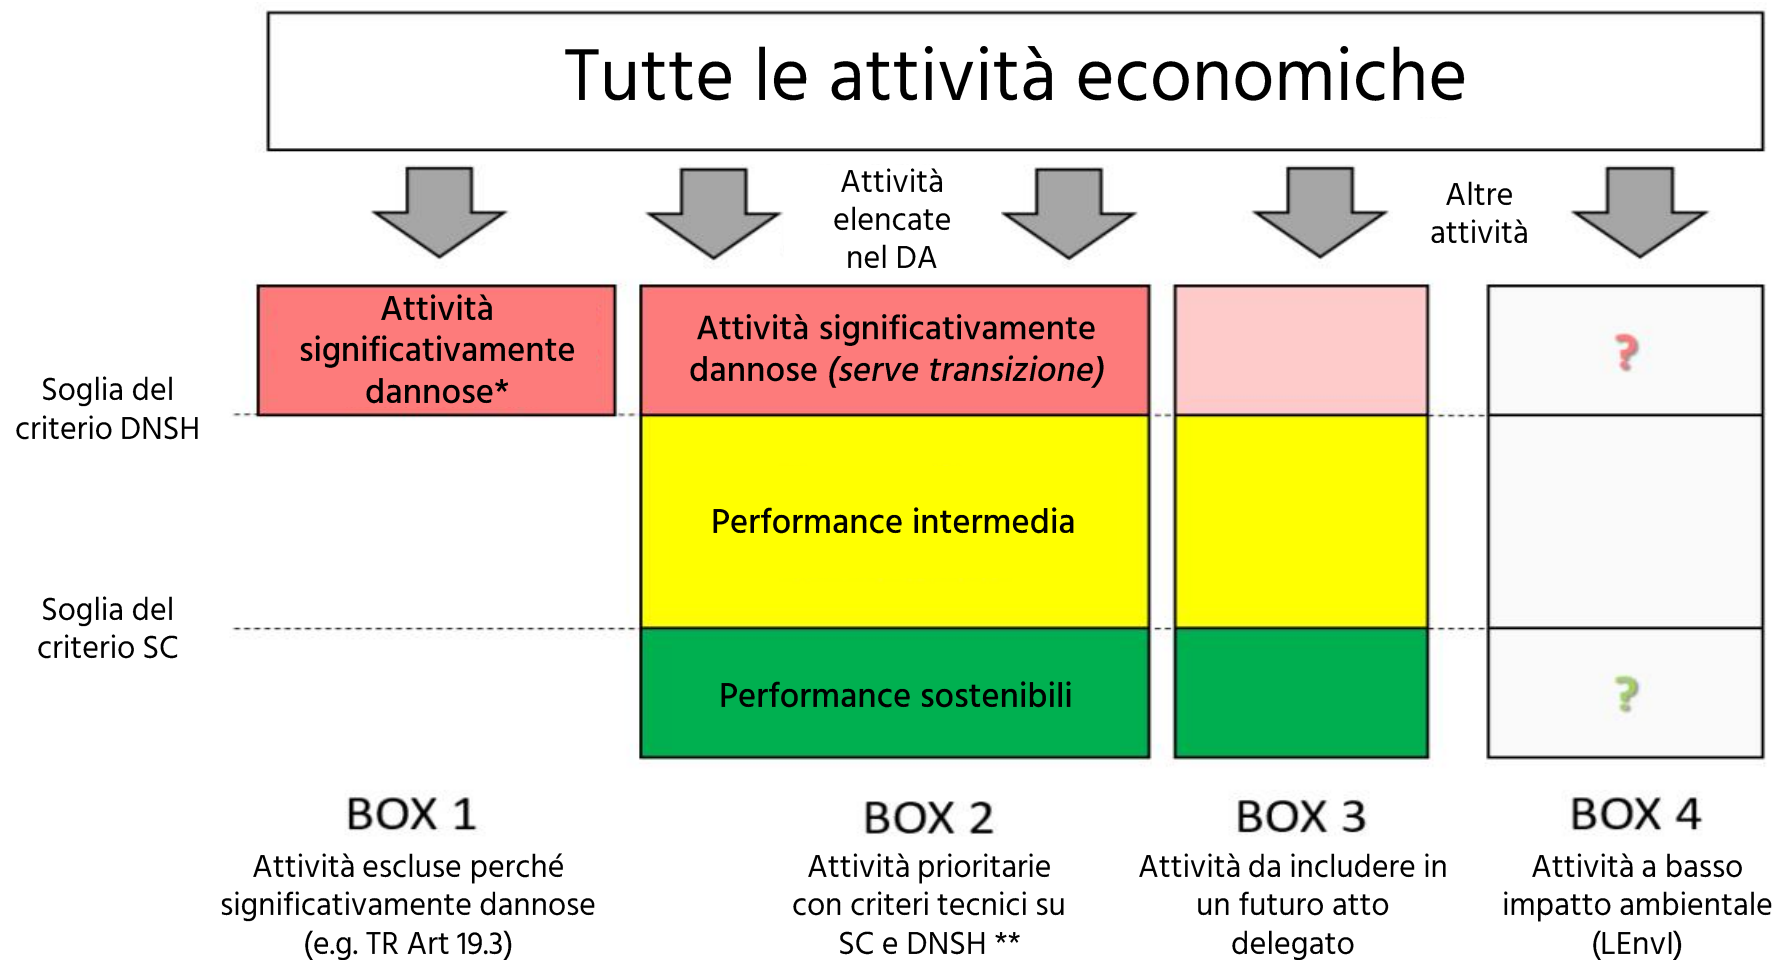 Tutte le attività economiche
Attività
elencate
nel DA
Altre
attività
Attività
significativamente
dannose*
Attività significativamente
dannose (serve transizione)
?
Soglia del
criterio DNSH
Performance intermedia
Soglia del
criterio SC
Performance sostenibili
?
BOX 1
Attività escluse perché
significativamente dannose
(e.g. TR Art 19.3)
BOX 2
Attività prioritarie
con criteri tecnici su
SC e DNSH **
BOX 3
Attività da includere in
un futuro atto
delegato
BOX 4
Attività a basso
impatto ambientale
(LEnvI)